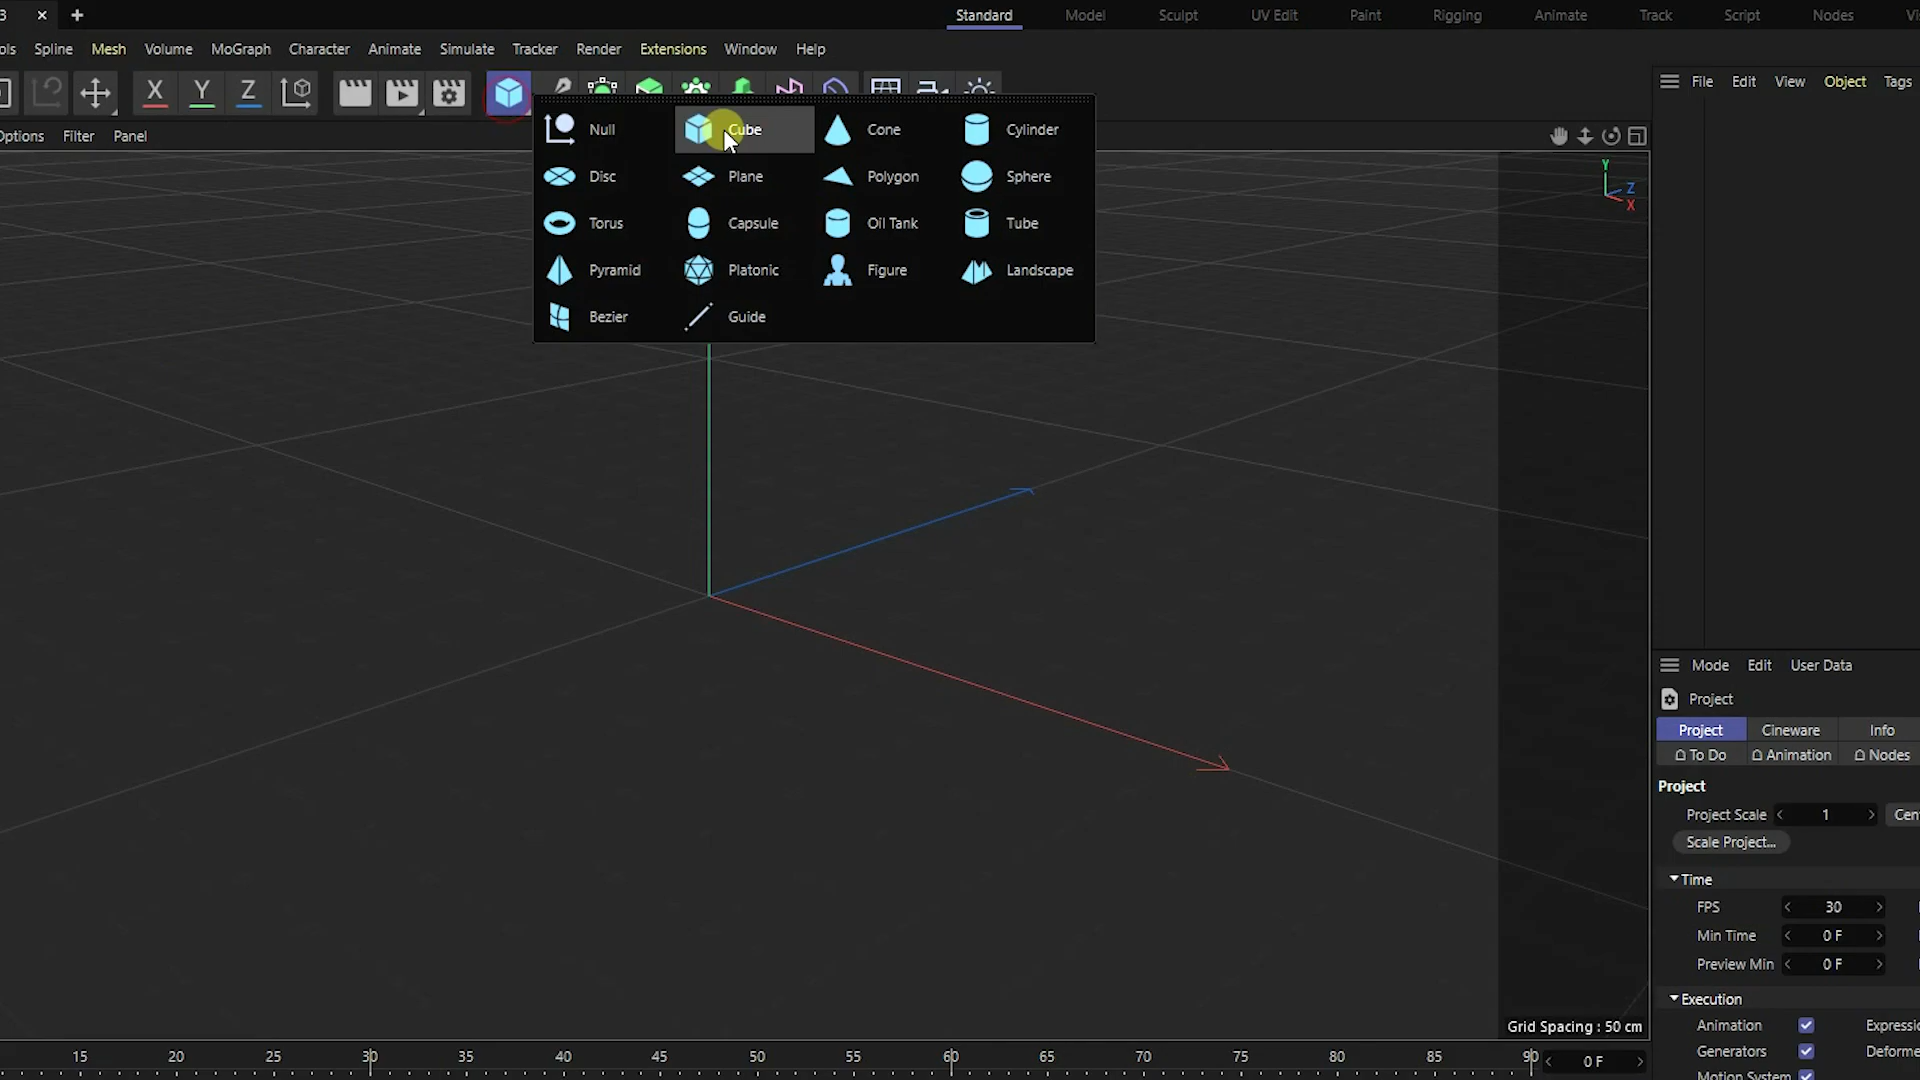 3 × + Standard Model Sculpt UV Edit Paint Rigging Animate Track Script Nodes
ols Spline Mesh Volume MoGraph Character Animate Simulate Tracker Render Extensions Window Help
X Y Z
File Edit View Object Tags
Options Filter Panel
Null Cube Cone Cylinder
Disc Plane Polygon Sphere
Torus Capsule Oil Tank Tube
Pyramid Platonic Figure Landscape
Bezier Guide
Y
Z
X
Grid Spacing : 50 cm
Mode Edit User Data
Project
Project Cineware Info
To Do Animation Nodes
Project
Project Scale < 1 > Cen
Scale Project...
Time
FPS < 30 >
Min Time < 0 F >
Preview Min < 0 F >
Execution
Animation Expressio
Generators Deforme
Motion System
15 20 25 30 35 40 45 50 55 60 65 70 75 80 85 90 < 0 F >